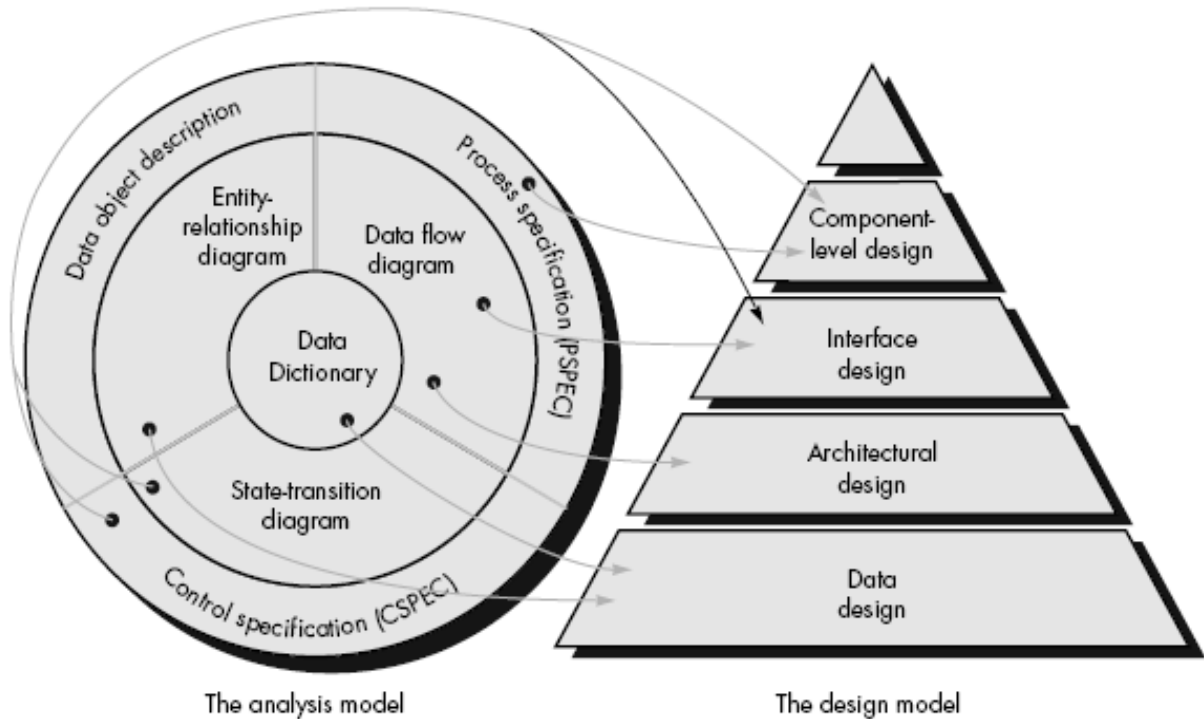 Data object description
Process specification (PSPEC)
Control specification (CSPEC)
Entity-
relationship
diagram
Data flow
diagram
Data
Dictionary
State-transition
diagram
The analysis model
Component-
level design
Interface
design
Architectural
design
Data
design
The design model